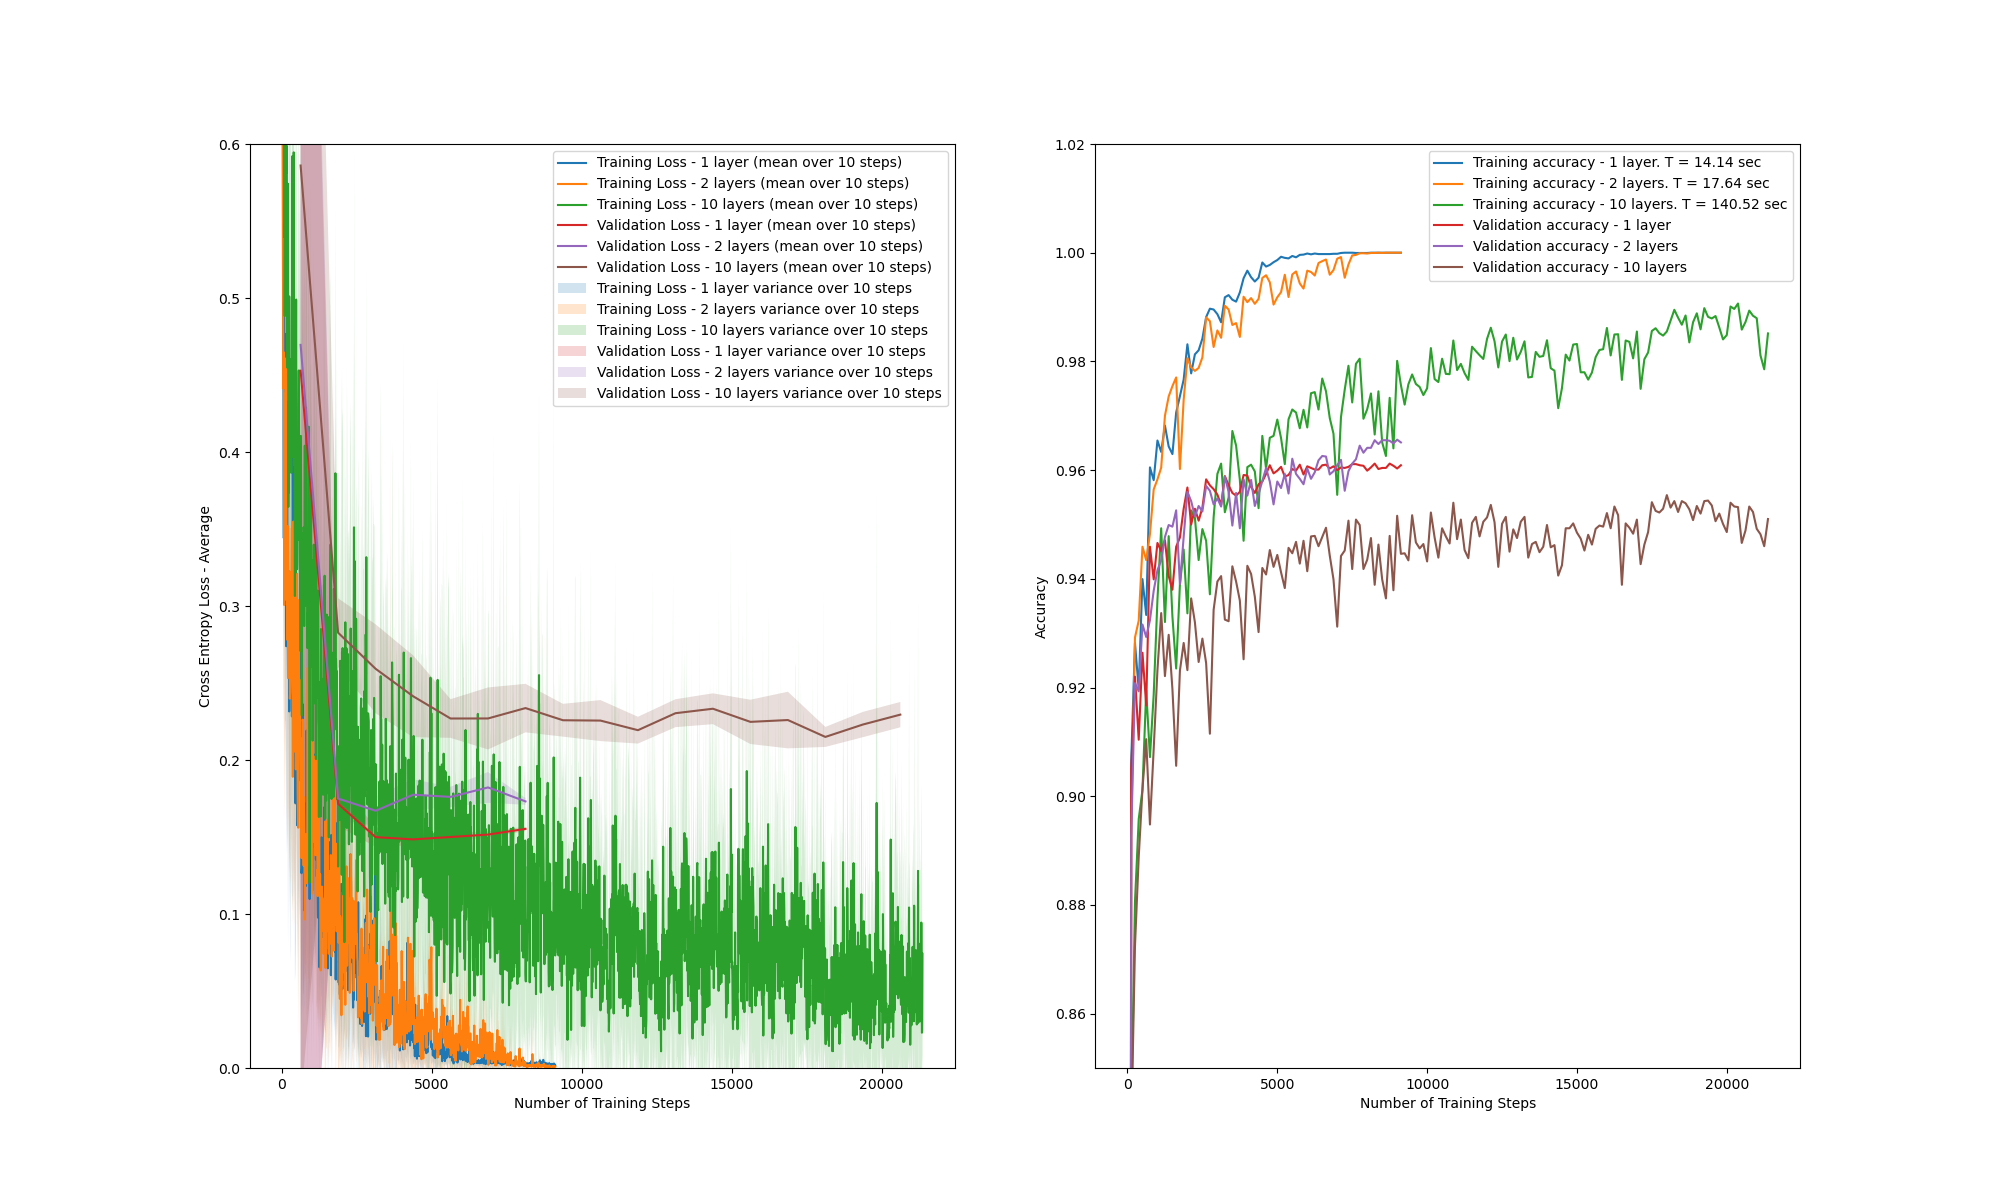 0.6
0.5
0.4
0.3
0.2
0.1
0.0
Cross Entropy Loss - Average
0
5000
10000
15000
20000
Number of Training Steps
Training Loss - 1 layer (mean over 10 steps)
Training Loss - 2 layers (mean over 10 steps)
Training Loss - 10 layers (mean over 10 steps)
Validation Loss - 1 layer (mean over 10 steps)
Validation Loss - 2 layers (mean over 10 steps)
Validation Loss - 10 layers (mean over 10 steps)
Training Loss - 1 layer variance over 10 steps
Training Loss - 2 layers variance over 10 steps
Training Loss - 10 layers variance over 10 steps
Validation Loss - 1 layer variance over 10 steps
Validation Loss - 2 layers variance over 10 steps
Validation Loss - 10 layers variance over 10 steps
1.02
1.00
0.98
0.96
0.94
0.92
0.90
0.88
0.86
Accuracy
0
5000
10000
15000
20000
Number of Training Steps
Training accuracy - 1 layer. T = 14.14 sec
Training accuracy - 2 layers. T = 17.64 sec
Training accuracy - 10 layers. T = 140.52 sec
Validation accuracy - 1 layer
Validation accuracy - 2 layers
Validation accuracy - 10 layers